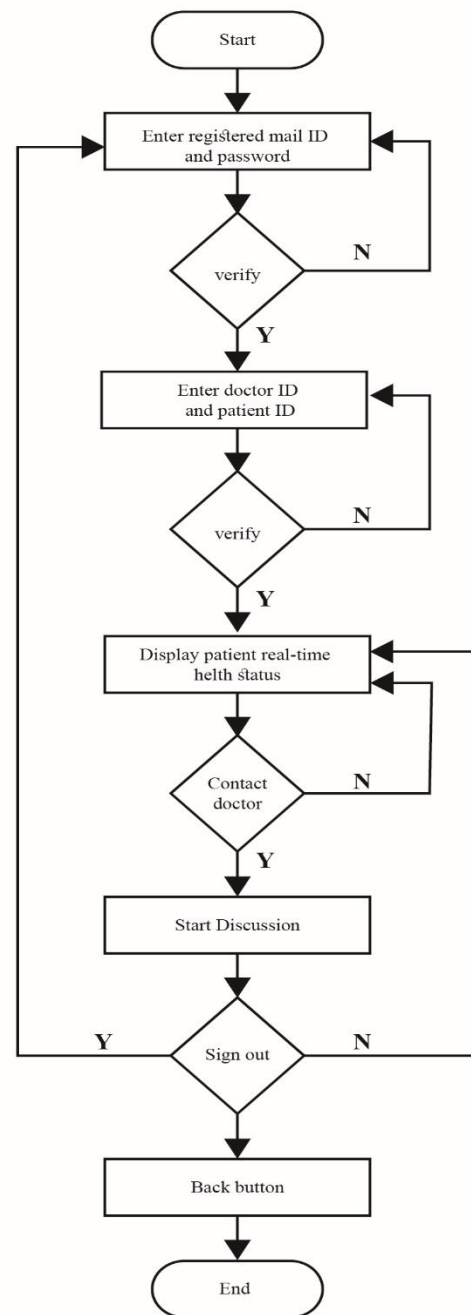 Start
Enter registered mail ID
and password
verify
N
Y
Enter doctor ID
and patient ID
verify
N
Y
Display patient real-time
helth status
Contact
doctor
N
Y
Start Discussion
Y
Sign out
N
Back button
End